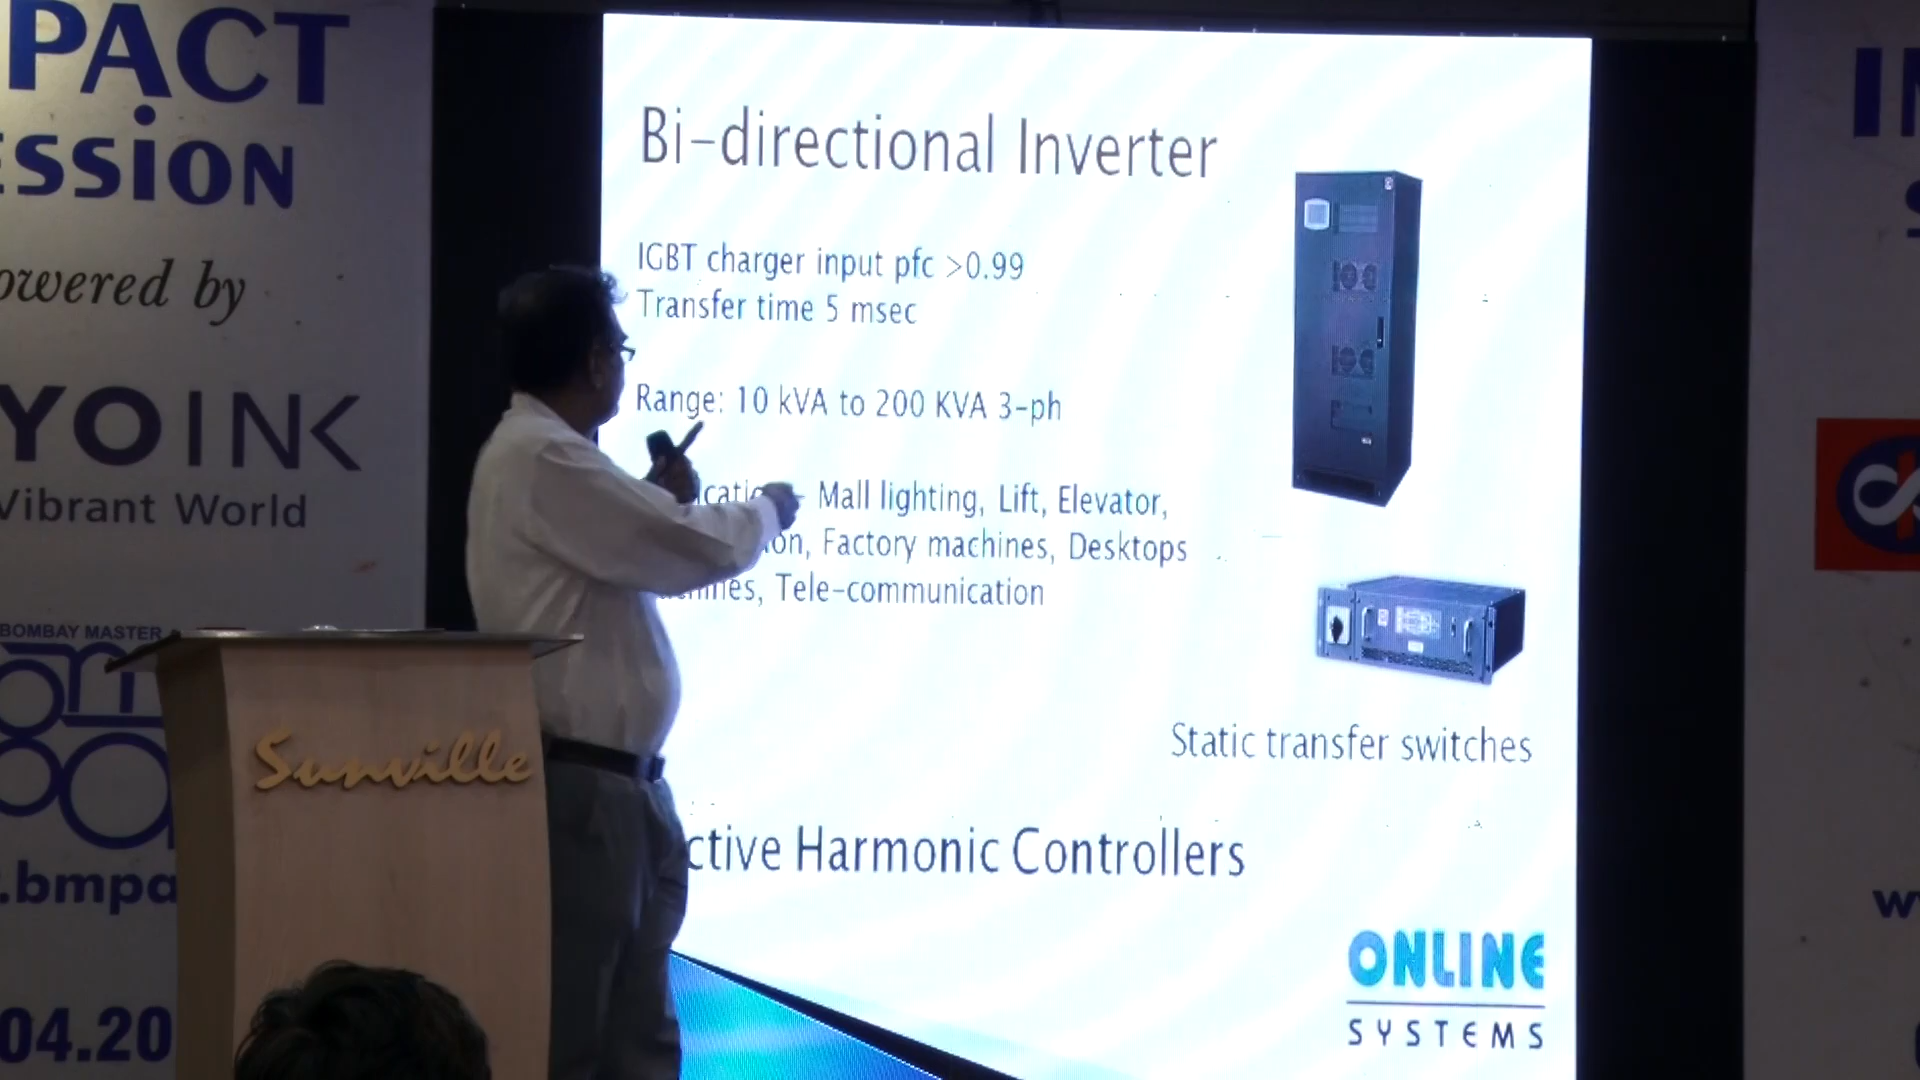 PACT
ESSION
owered by
YOINK
Vibrant World
BOMBAY MASTER
.bmpa
04.20
Sunville
Bi-directional Inverter
IGBT charger input pfc >0.99
Transfer time 5 msec
Range: 10 kVA to 200 KVA 3-ph
Mall lighting, Lift, Elevator,
Factory machines, Desktops
Tele-communication
Static transfer switches
ctive Harmonic Controllers
ONLINE
SYSTEMS